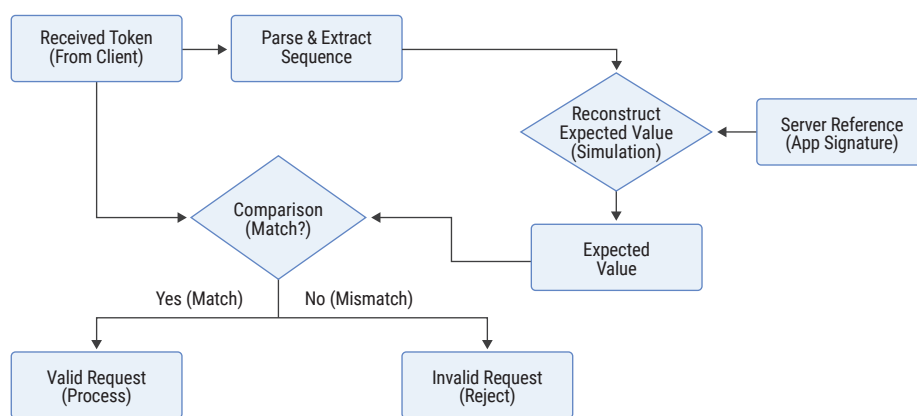 Received Token
(From Client)
Parse & Extract
Sequence
Reconstruct
Expected Value
(Simulation)
Server Reference
(App Signature)
Comparison
(Match?)
Expected
Value
Yes (Match)
No (Mismatch)
Valid Request
(Process)
Invalid Request
(Reject)